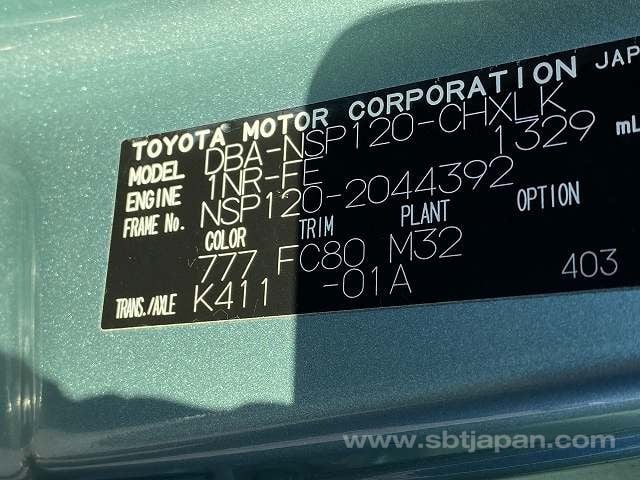 TOYOTA MOTOR CORPORATION JAP
MODEL DBA-NSP120-CHXLK
ENGINE 1NR-FE 1329 mL
FRAME No. NSP120-2044392
COLOR TRIM PLANT OPTION
777 FC80 M32
TRANS./AXLE K411 -01A 403
www.sbtjapan.com